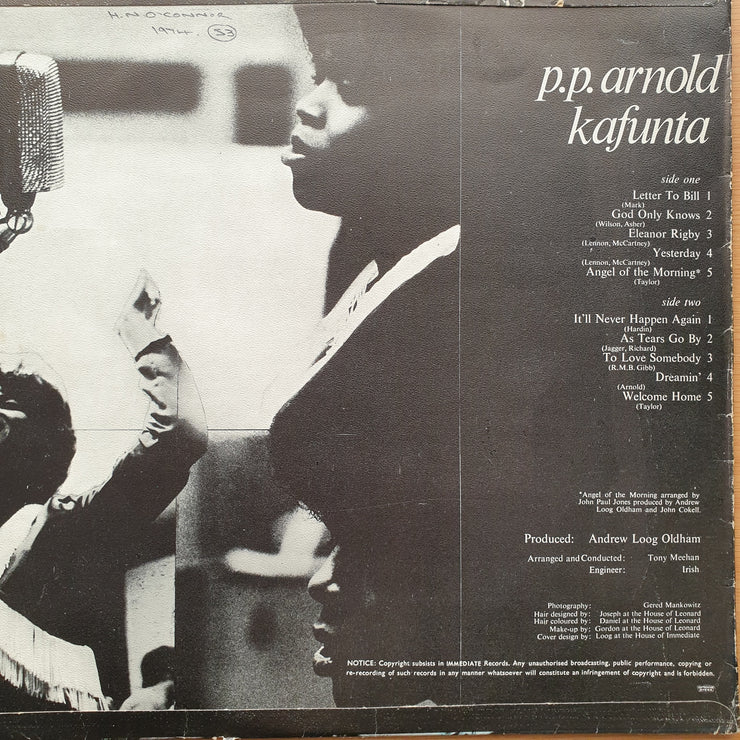 H.N O'CONNOR
1974. 53
p.p. arnold
kafunta
side one
Letter To Bill 1
(Mark)
God Only Knows 2
(Wilson, Asher)
Eleanor Rigby 3
(Lennon, McCartney)
Yesterday 4
(Lennon, McCartney)
Angel of the Morning* 5
(Taylor)
side two
It'll Never Happen Again 1
(Hardin)
As Tears Go By 2
(Jagger, Richard)
To Love Somebody 3
(R.M.B. Gibb)
Dreamin' 4
(Arnold)
Welcome Home 5
(Taylor)
*Angel of the Morning arranged by
John Paul Jones produced by Andrew
Loog Oldham and John Cokell.
Produced: Andrew Loog Oldham
Arranged and Conducted: Tony Meehan
Engineer: Irish
Photography: Gered Mankowitz
Hair designed by: Joseph at the House of Leonard
Hair coloured by: Daniel at the House of Leonard
Make-up by: Gordon at the House of Leonard
Cover design by: Loog at the House of Immediate
NOTICE: Copyright subsists in IMMEDIATE Records. Any unauthorised broadcasting, public performance, copying or
re-recording of such records in any manner whatsoever will constitute an infringement of copyright and is forbidden.